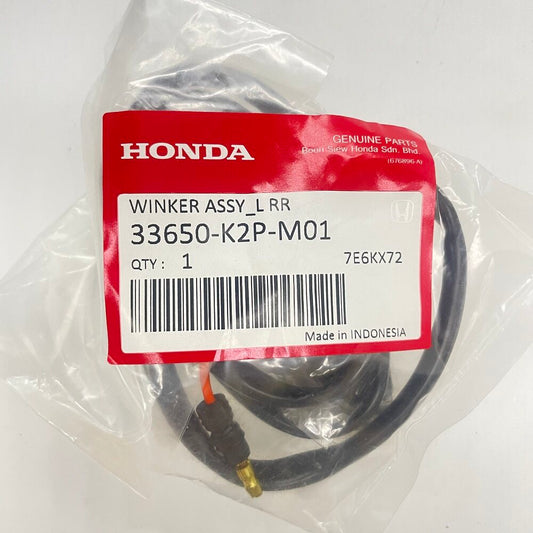 HONDA
GENUINE PARTS
Boon Siew Honda Sdn. Bhd.
(676896-A)
WINKER ASSY_L RR
33650-K2P-M01
QTY : 1 7E6KX72
Made in INDONESIA